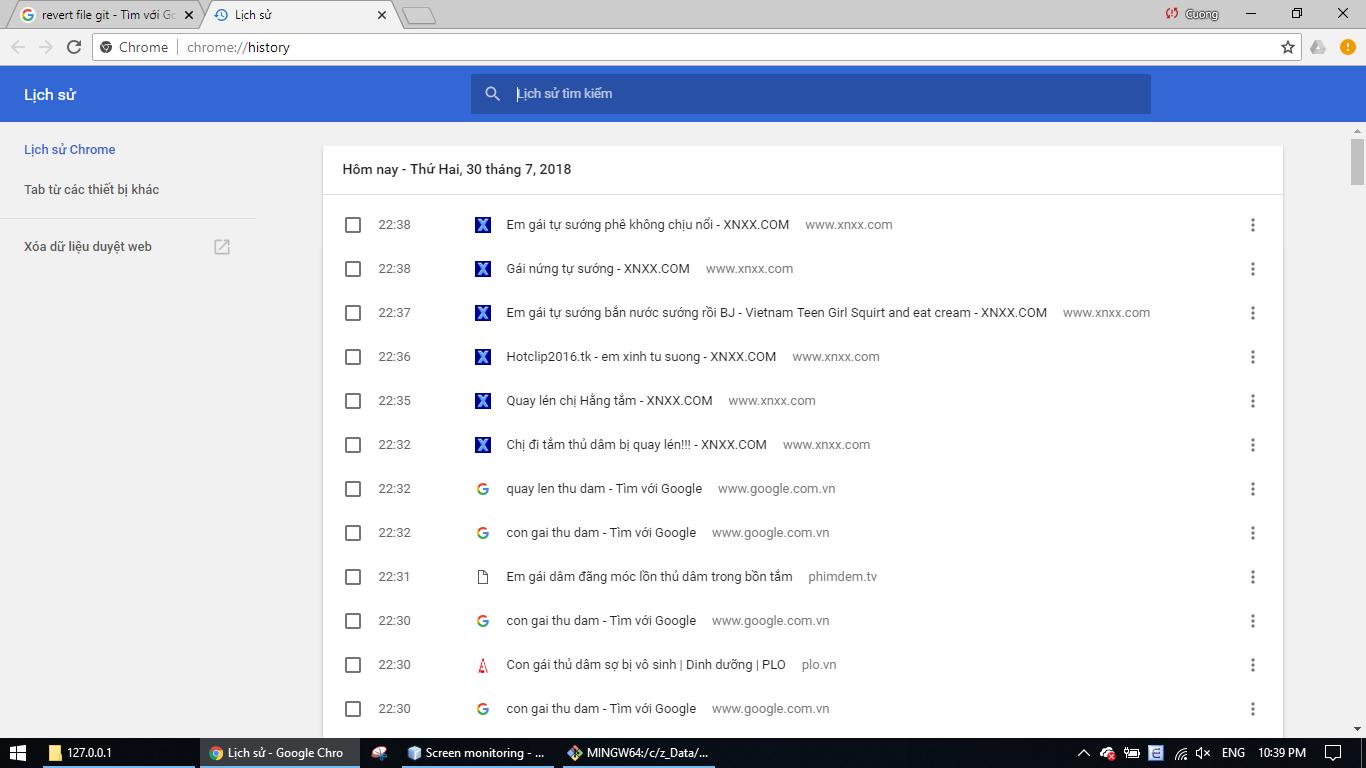 revert file git - Tìm với Go
Lịch sử
Cuong
Chrome
chrome://history
Lịch sử
Lịch sử tìm kiếm
Lịch sử Chrome
Tab từ các thiết bị khác
Xóa dữ liệu duyệt web
Hôm nay - Thứ Hai, 30 tháng 7, 2018
22:38 Em gái tự sướng phê không chịu nổi - XNXX.COM www.xnxx.com
22:38 Gái nứng tự sướng - XNXX.COM www.xnxx.com
22:37 Em gái tự sướng bắn nước sướng rồi BJ - Vietnam Teen Girl Squirt and eat cream - XNXX.COM www.xnxx.com
22:36 Hotclip2016.tk - em xinh tu suong - XNXX.COM www.xnxx.com
22:35 Quay lén chị Hằng tắm - XNXX.COM www.xnxx.com
22:32 Chị đi tắm thủ dâm bị quay lén!!! - XNXX.COM www.xnxx.com
22:32 quay len thu dam - Tìm với Google www.google.com.vn
22:32 con gai thu dam - Tìm với Google www.google.com.vn
22:31 Em gái dâm đãng móc lồn thủ dâm trong bồn tắm phimdem.tv
22:30 con gai thu dam - Tìm với Google www.google.com.vn
22:30 Con gái thủ dâm sợ bị vô sinh | Dinh dưỡng | PLO plo.vn
22:30 con gai thu dam - Tìm với Google www.google.com.vn
127.0.0.1
Lịch sử - Google Chro
Screen monitoring - ...
MINGW64:/c/z_Data/...
ENG
10:39 PM